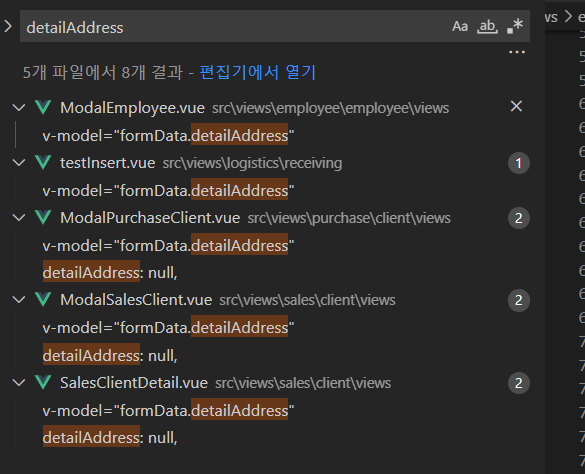 ws > e
detailAddress Aa ab
5개 파일에서 8개 결과 - 편집기에서 열기
ModalEmployee.vue src\views\employee\employee\views
v-model="formData.detailAddress"
testInsert.vue src\views\logistics\receiving 1
v-model="formData.detailAddress"
ModalPurchaseClient.vue src\views\purchase\client\views 2
v-model="formData.detailAddress"
detailAddress: null,
ModalSalesClient.vue src\views\sales\client\views 2
v-model="formData.detailAddress"
detailAddress: null,
SalesClientDetail.vue src\views\sales\client\views 2
v-model="formData.detailAddress"
detailAddress: null,